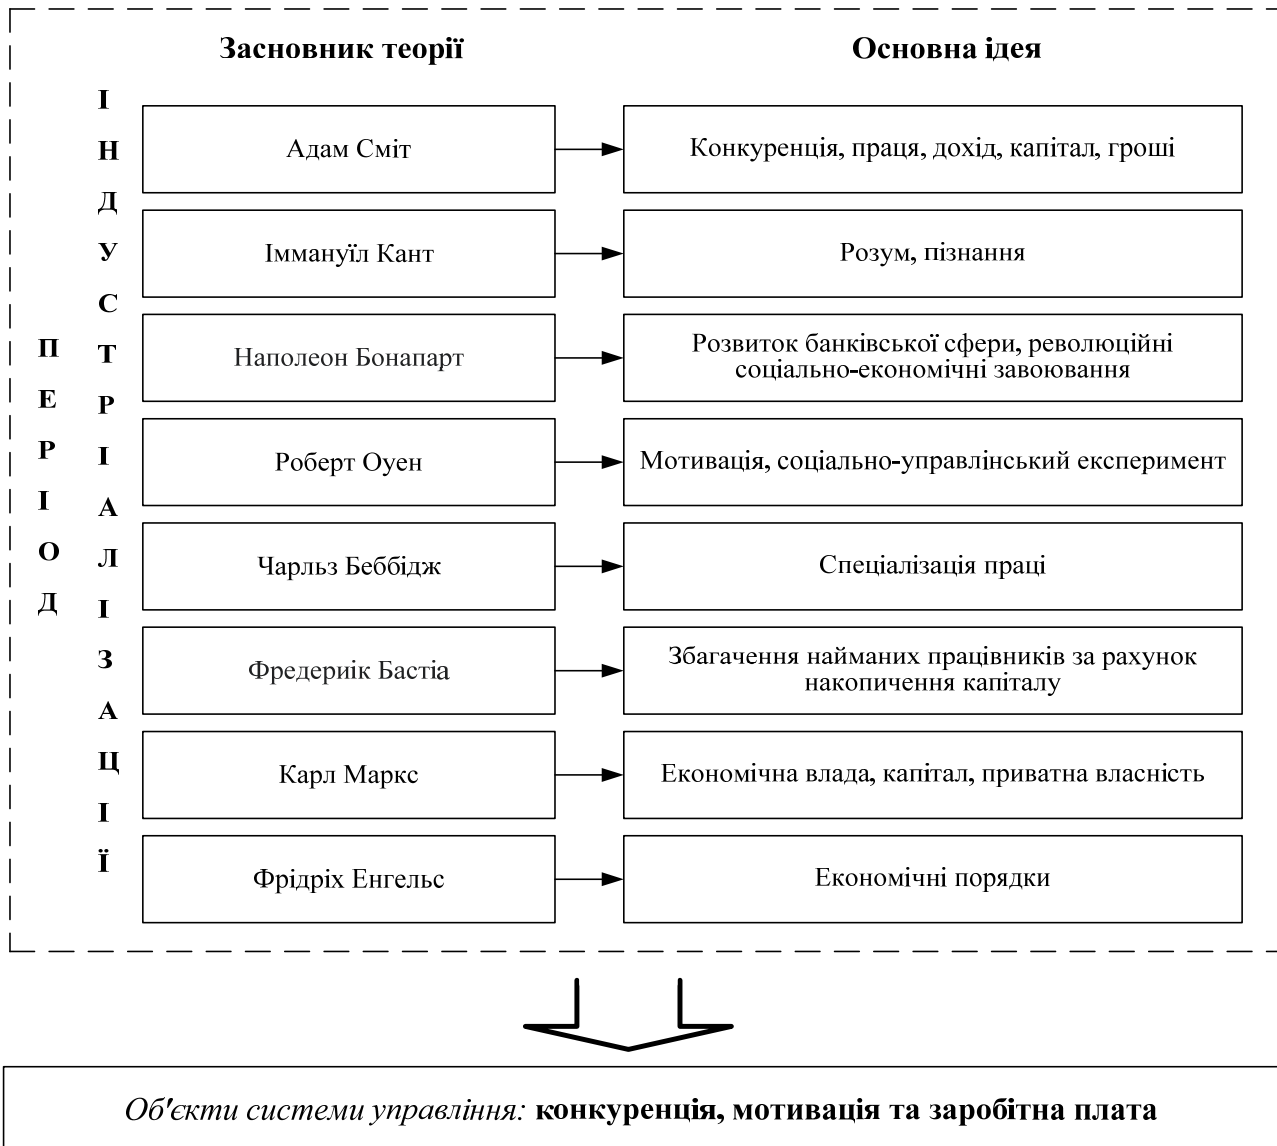 Засновник теорії
Основна ідея
ПЕРІОД
ІНДУСТРІАЛІЗАЦІЇ
Адам Сміт
Конкуренція, праця, дохід, капітал, гроші
Іммануїл Кант
Розум, пізнання
Наполеон Бонапарт
Розвиток банківської сфери, революційні
соціально-економічні завоювання
Роберт Оуен
Мотивація, соціально-управлінський експеримент
Чарльз Беббідж
Спеціалізація праці
Фредериік Бастіа
Збагачення найманих працівників за рахунок
накопичення капіталу
Карл Маркс
Економічна влада, капітал, приватна власність
Фрідріх Енгельс
Економічні порядки
Об'єкти системи управління: конкуренція, мотивація та заробітна плата